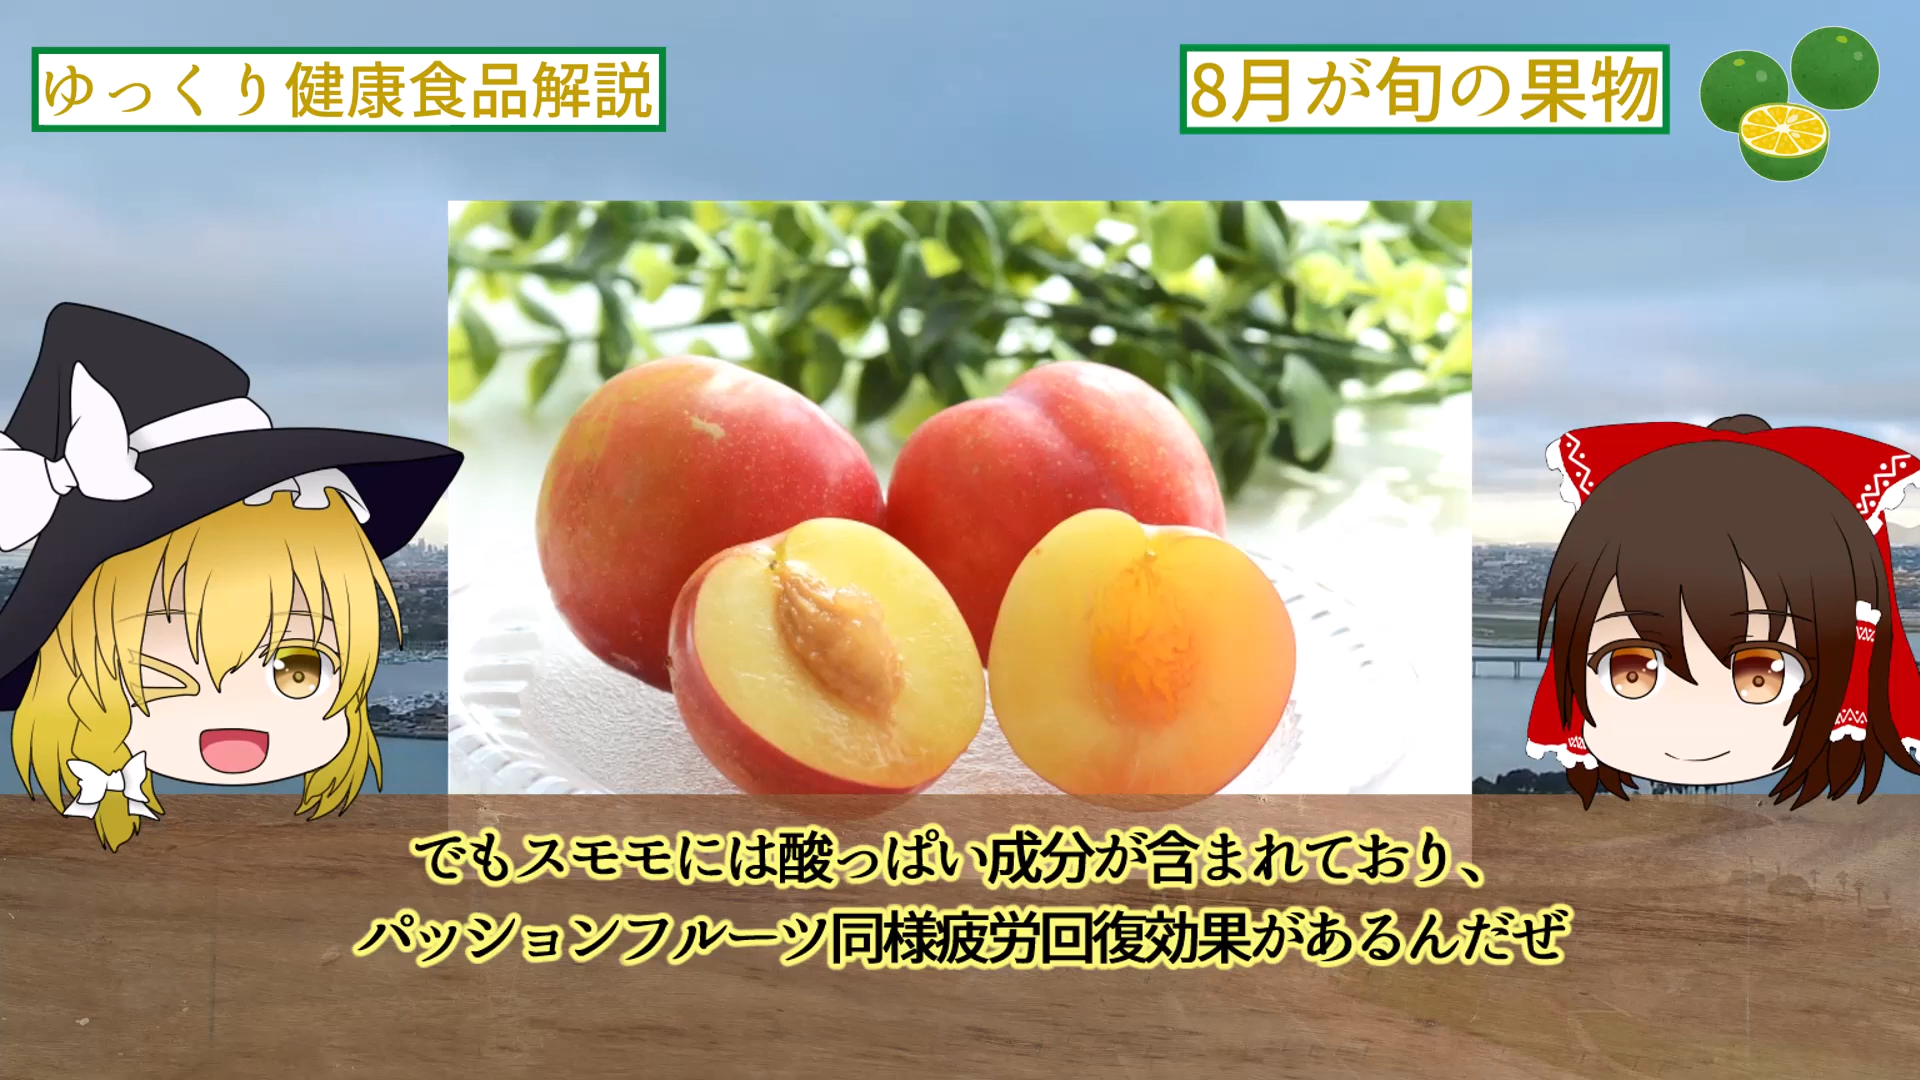 ゆっくり健康食品解説
8月が旬の果物
でもスモモには酸っぱい成分が含まれており、
パッションフルーツ同様疲労回復効果があるんだぜ